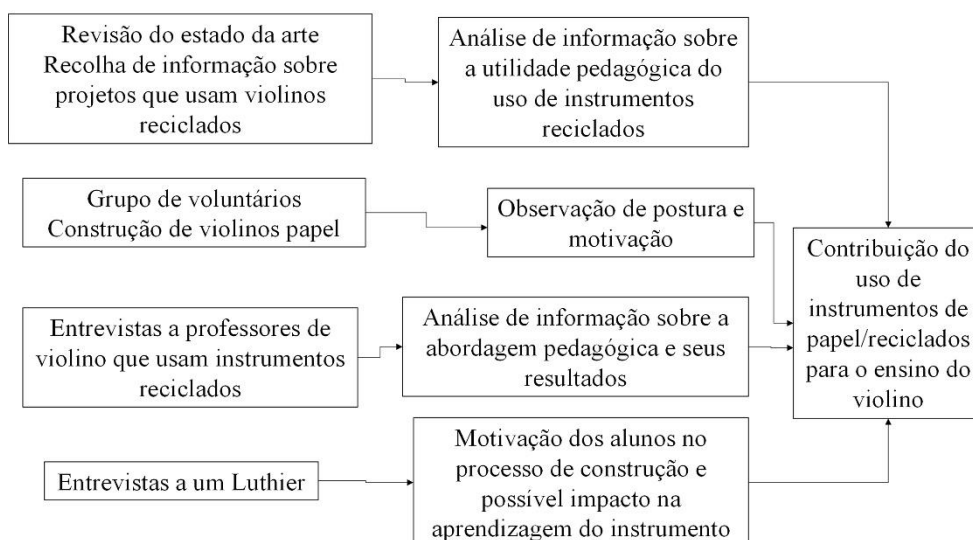 Revisão do estado da arte
Recolha de informação sobre
projetos que usam violinos
reciclados
Análise de informação sobre
a utilidade pedagógica do
uso de instrumentos
reciclados
Grupo de voluntários
Construção de violinos papel
Observação de postura e
motivação
Entrevistas a professores de
violino que usam instrumentos
reciclados
Análise de informação sobre a
abordagem pedagógica e seus
resultados
Entrevistas a um Luthier
Motivação dos alunos no
processo de construção e
possível impacto na
aprendizagem do instrumento
Contribuição do
uso de
instrumentos de
papel/reciclados
para o ensino do
violino